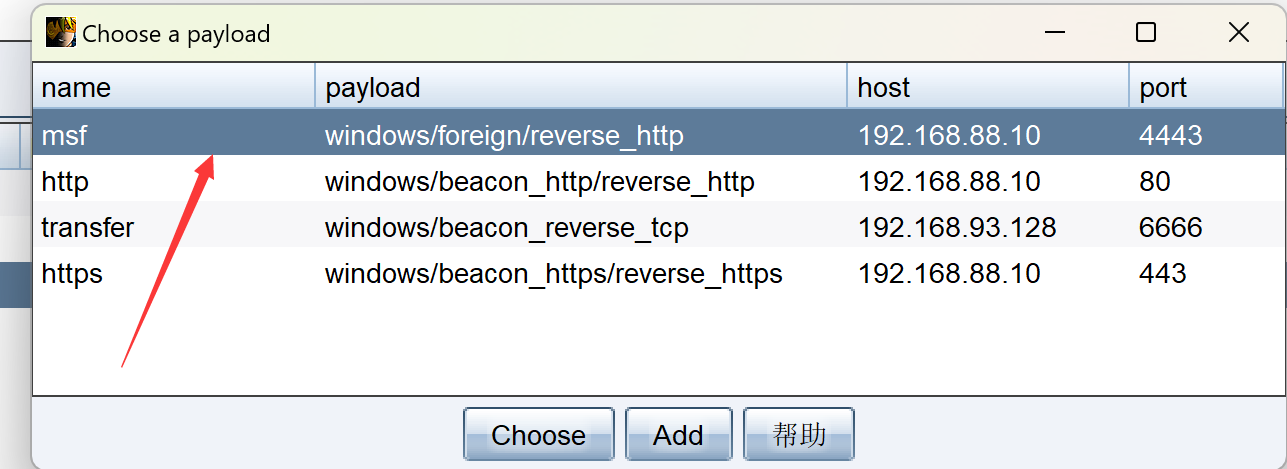 Choose a payload
name payload host port
msf windows/foreign/reverse_http 192.168.88.10 4443
http windows/beacon_http/reverse_http 192.168.88.10 80
transfer windows/beacon_reverse_tcp 192.168.93.128 6666
https windows/beacon_https/reverse_https 192.168.88.10 443
Choose Add 帮助